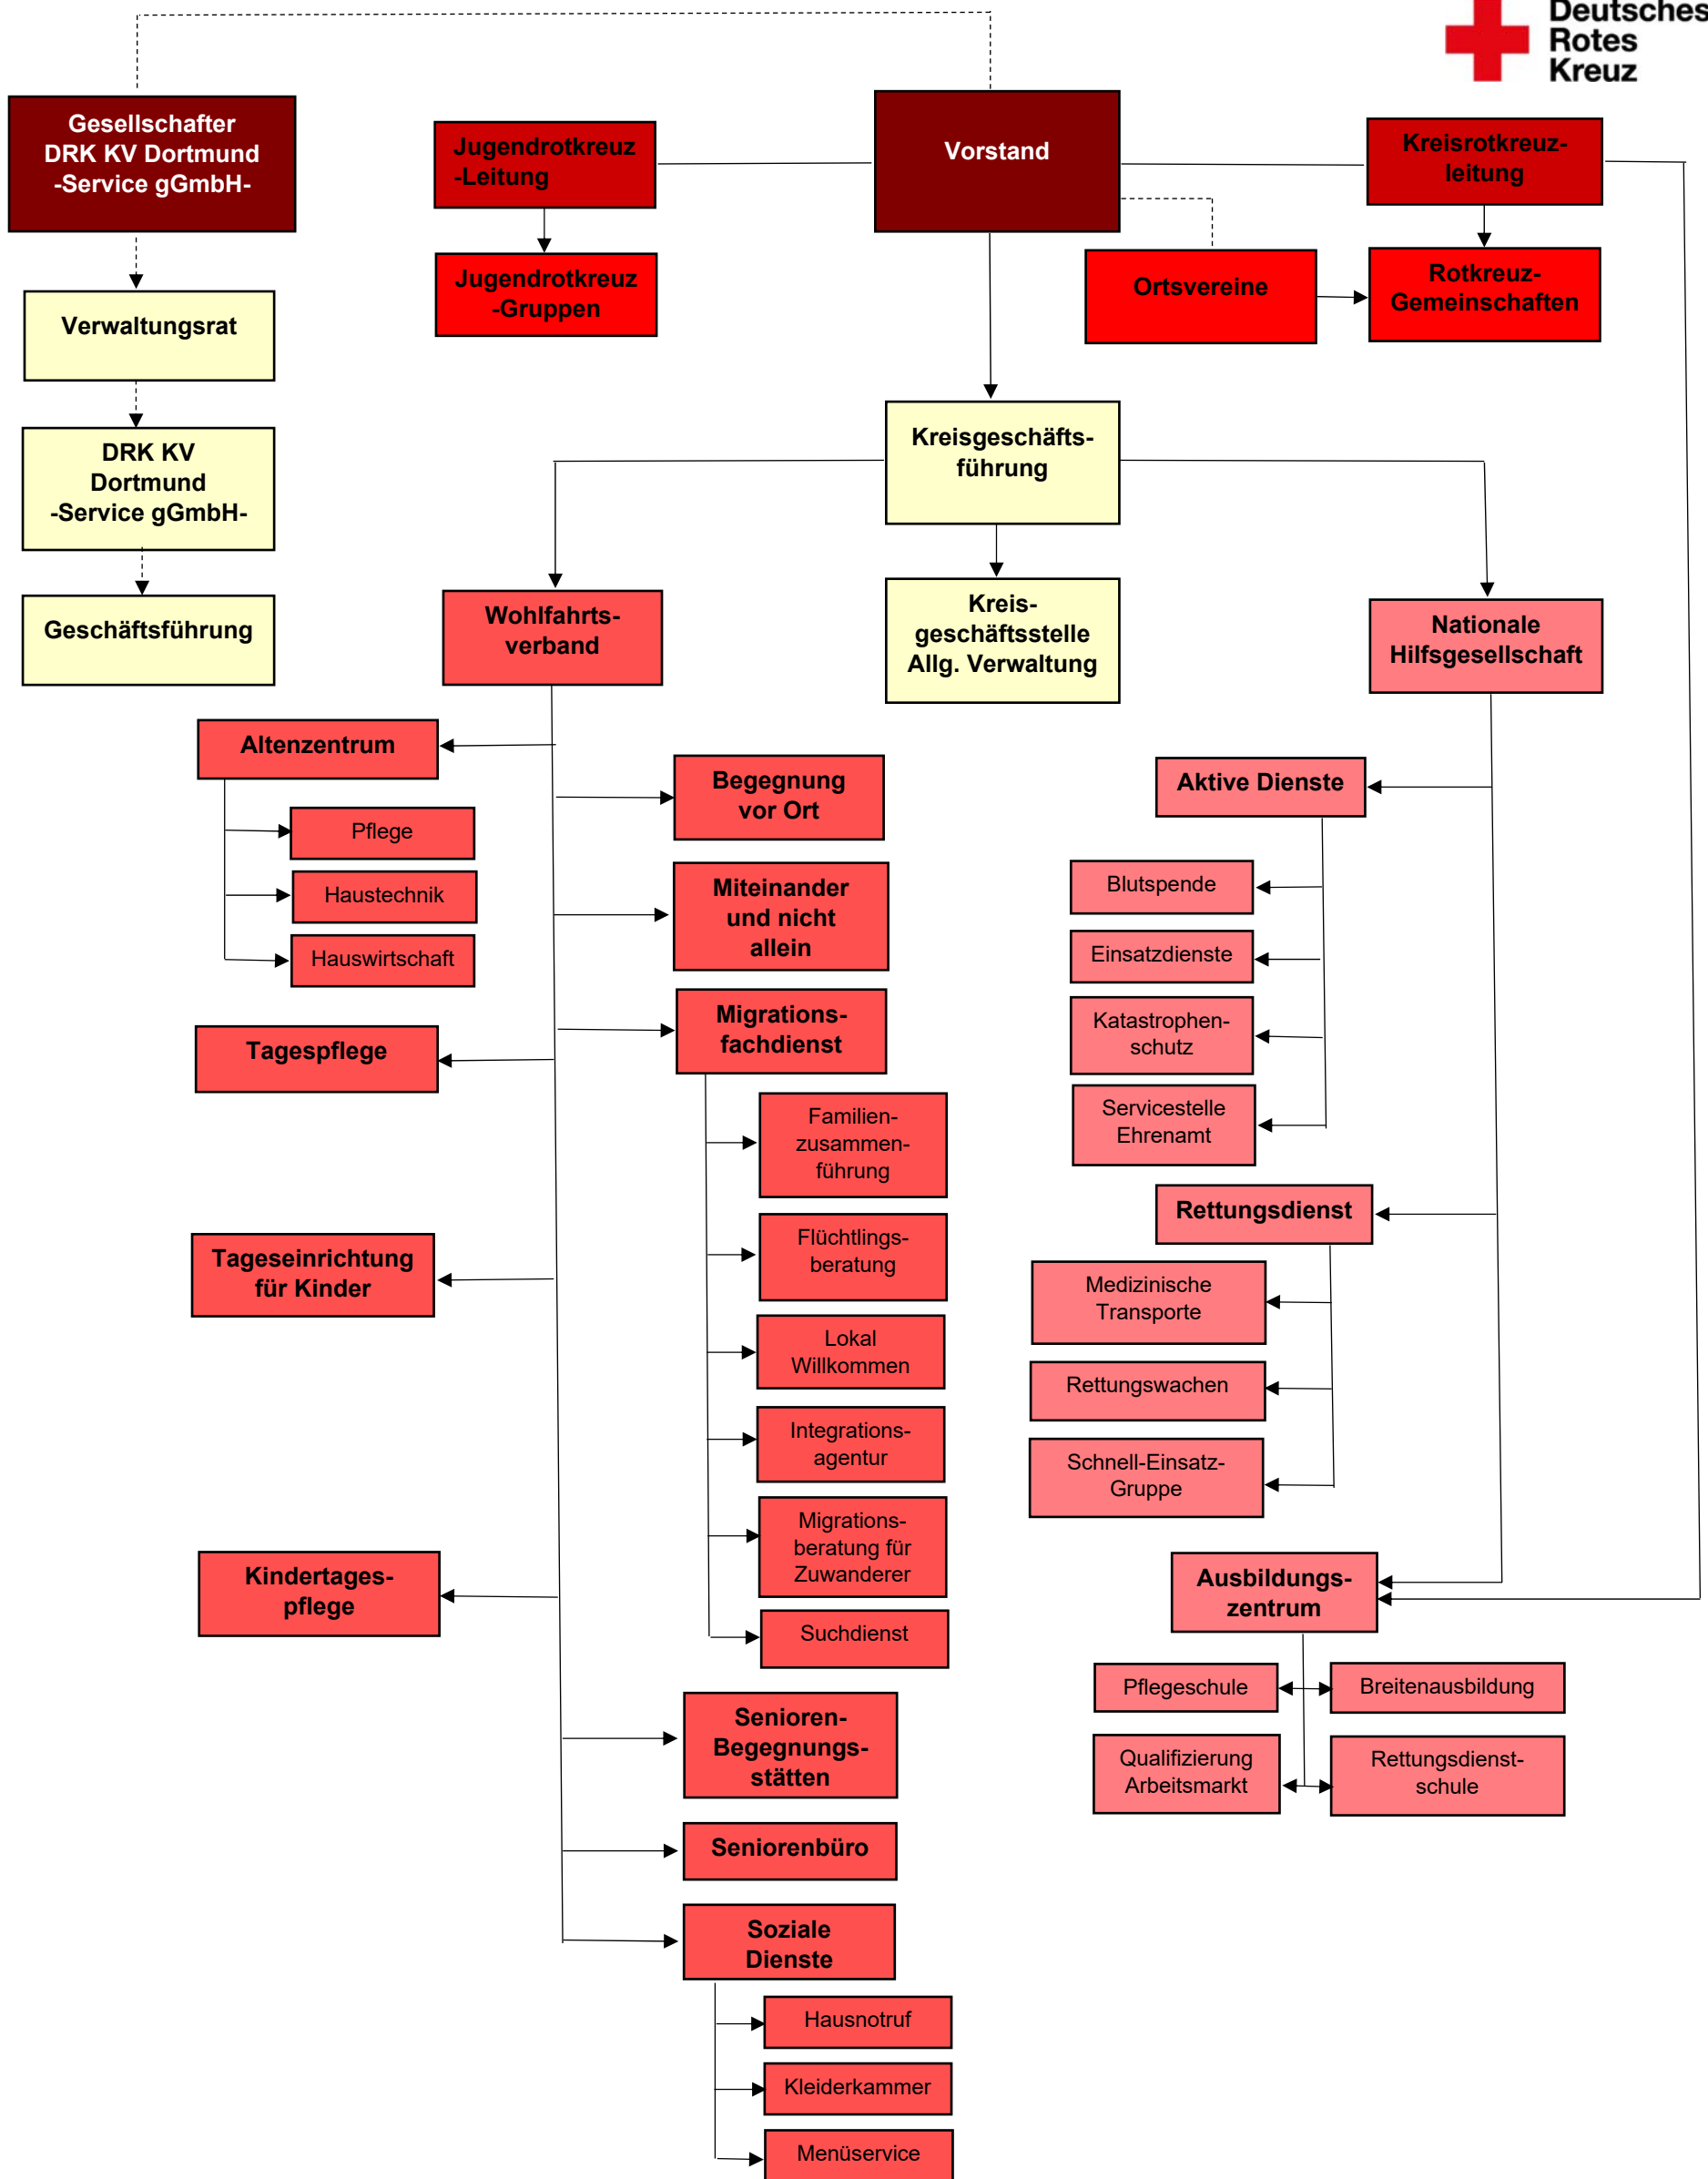 Deutsches
Rotes
Kreuz
Gesellschafter
DRK KV Dortmund
-Service gGmbH-
Jugendrotkreuz
-Leitung
Vorstand
Kreisrotkreuz-
leitung
Jugendrotkreuz
-Gruppen
Ortsvereine
Rotkreuz-
Gemeinschaften
Verwaltungsrat
DRK KV
Dortmund
-Service gGmbH-
Geschäftsführung
Kreisgeschäfts-
führung
Kreis-
geschäftsstelle
Allg. Verwaltung
Wohlfahrts-
verband
Nationale
Hilfsgesellschaft
Altenzentrum
Pflege
Haustechnik
Hauswirtschaft
Tagespflege
Tageseinrichtung
für Kinder
Kindertages-
pflege
Begegnung
vor Ort
Miteinander
und nicht
allein
Migrations-
fachdienst
Familien-
zusammen-
führung
Flüchtlings-
beratung
Lokal
Willkommen
Integrations-
agentur
Migrations-
beratung für
Zuwanderer
Suchdienst
Senioren-
Begegnungs-
stätten
Seniorenbüro
Soziale
Dienste
Hausnotruf
Kleiderkammer
Menüservice
Aktive Dienste
Blutspende
Einsatzdienste
Katastrophen-
schutz
Servicestelle
Ehrenamt
Rettungsdienst
Medizinische
Transporte
Rettungswachen
Schnell-Einsatz-
Gruppe
Ausbildungs-
zentrum
Pflegeschule
Breitenausbildung
Qualifizierung
Arbeitsmarkt
Rettungsdienst-
schule